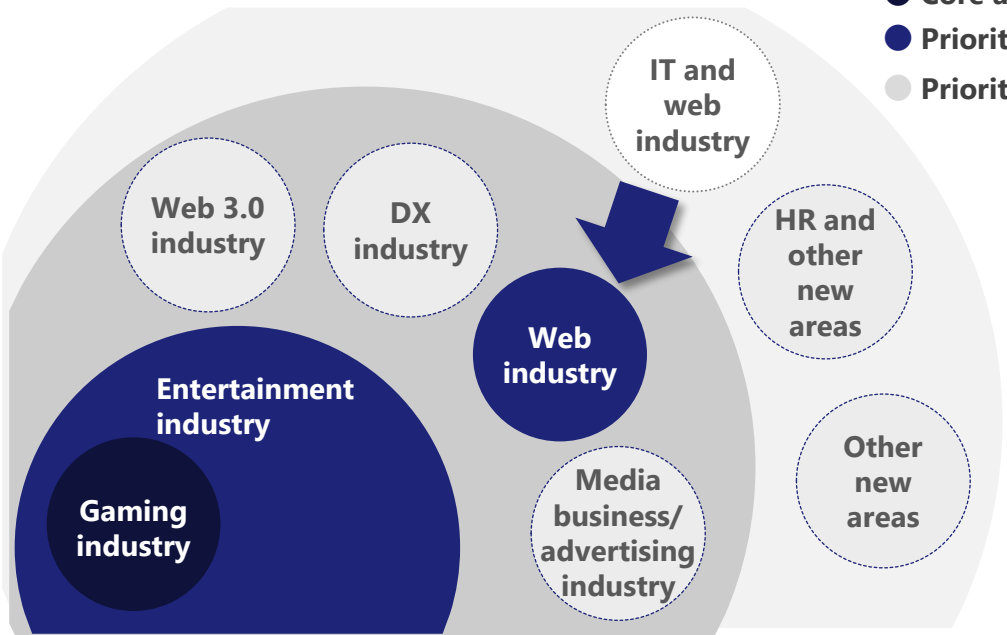 Core
Priorit
Priorit
IT and
web
industry
Web 3.0
industry
DX
industry
HR and
other
new
areas
Web
industry
Entertainment
industry
Other
new
areas
Gaming
industry
Media
business/
advertising
industry